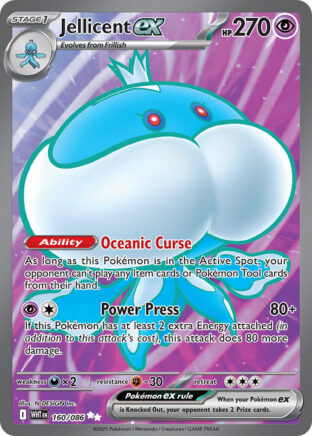 STAGE 1
Jellicent ex
HP 270
Evolves from Frillish
Ability Oceanic Curse
As long as this Pokémon is in the Active Spot, your
opponent can't play any Item cards or Pokémon Tool cards
from their hand.
Power Press 80+
If this Pokémon has at least 2 extra Energy attached (in
addition to this attack's cost), this attack does 80 more
damage.
weakness ×2 resistance -30 retreat
Illus. N-DESIGN Inc.
Pokémon ex rule
When your Pokémon ex
is Knocked Out, your opponent takes 2 Prize cards.
WHT EN 160/086
©2025 Pokémon / Nintendo / Creatures / GAME FREAK